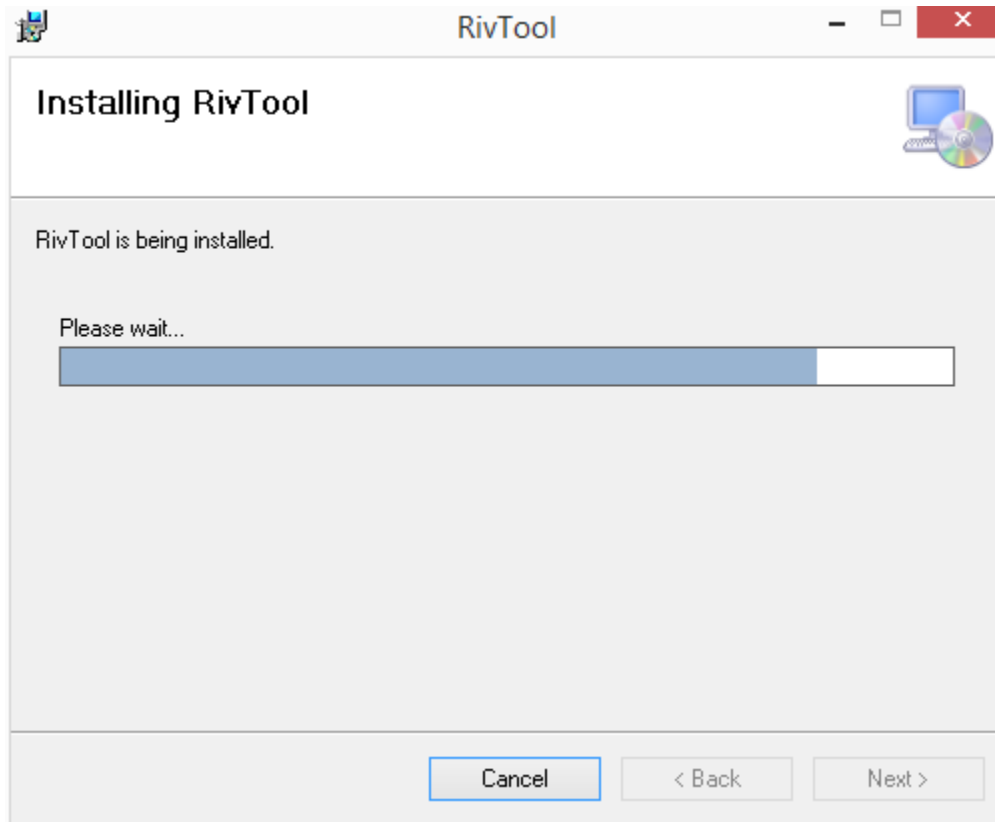 RivTool
Installing RivTool
RivTool is being installed.
Please wait...
Cancel
< Back
Next >